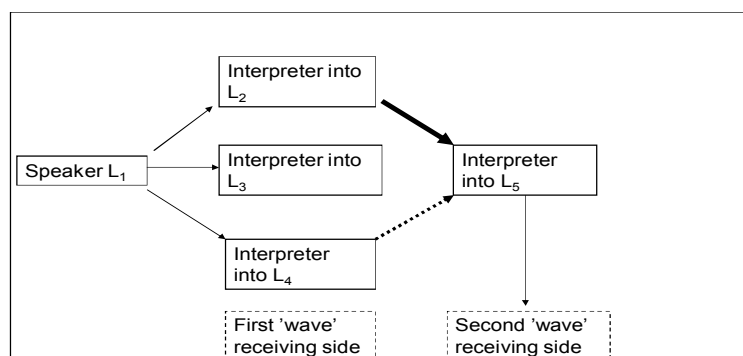 Interpreter into
L₂
Speaker L₁
Interpreter into
L₃
Interpreter
into L₅
Interpreter
into L₄
First 'wave'
receiving side
Second 'wave'
receiving side